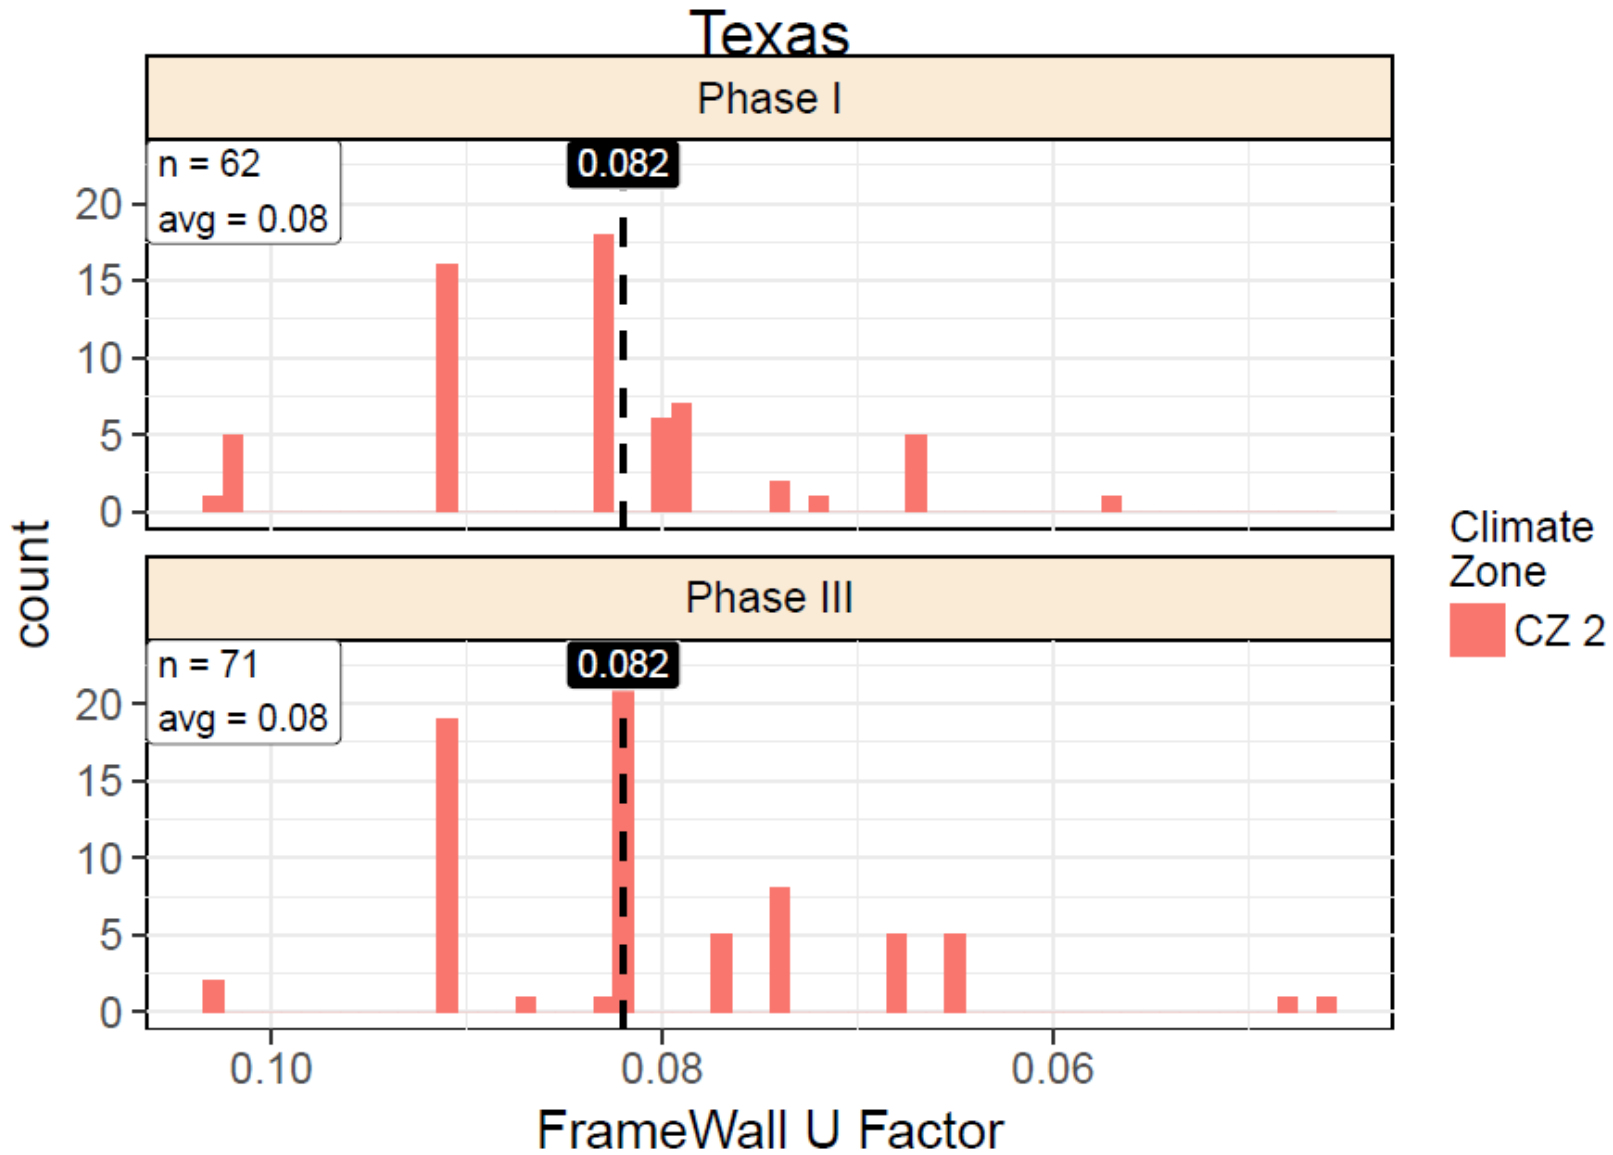 Texas
Phase I
n = 62
avg = 0.08
0.082
20
15
10
5
0
Phase III
n = 71
avg = 0.08
0.082
20
15
10
5
0
count
0.10
0.08
0.06
FrameWall U Factor
Climate
Zone
CZ 2